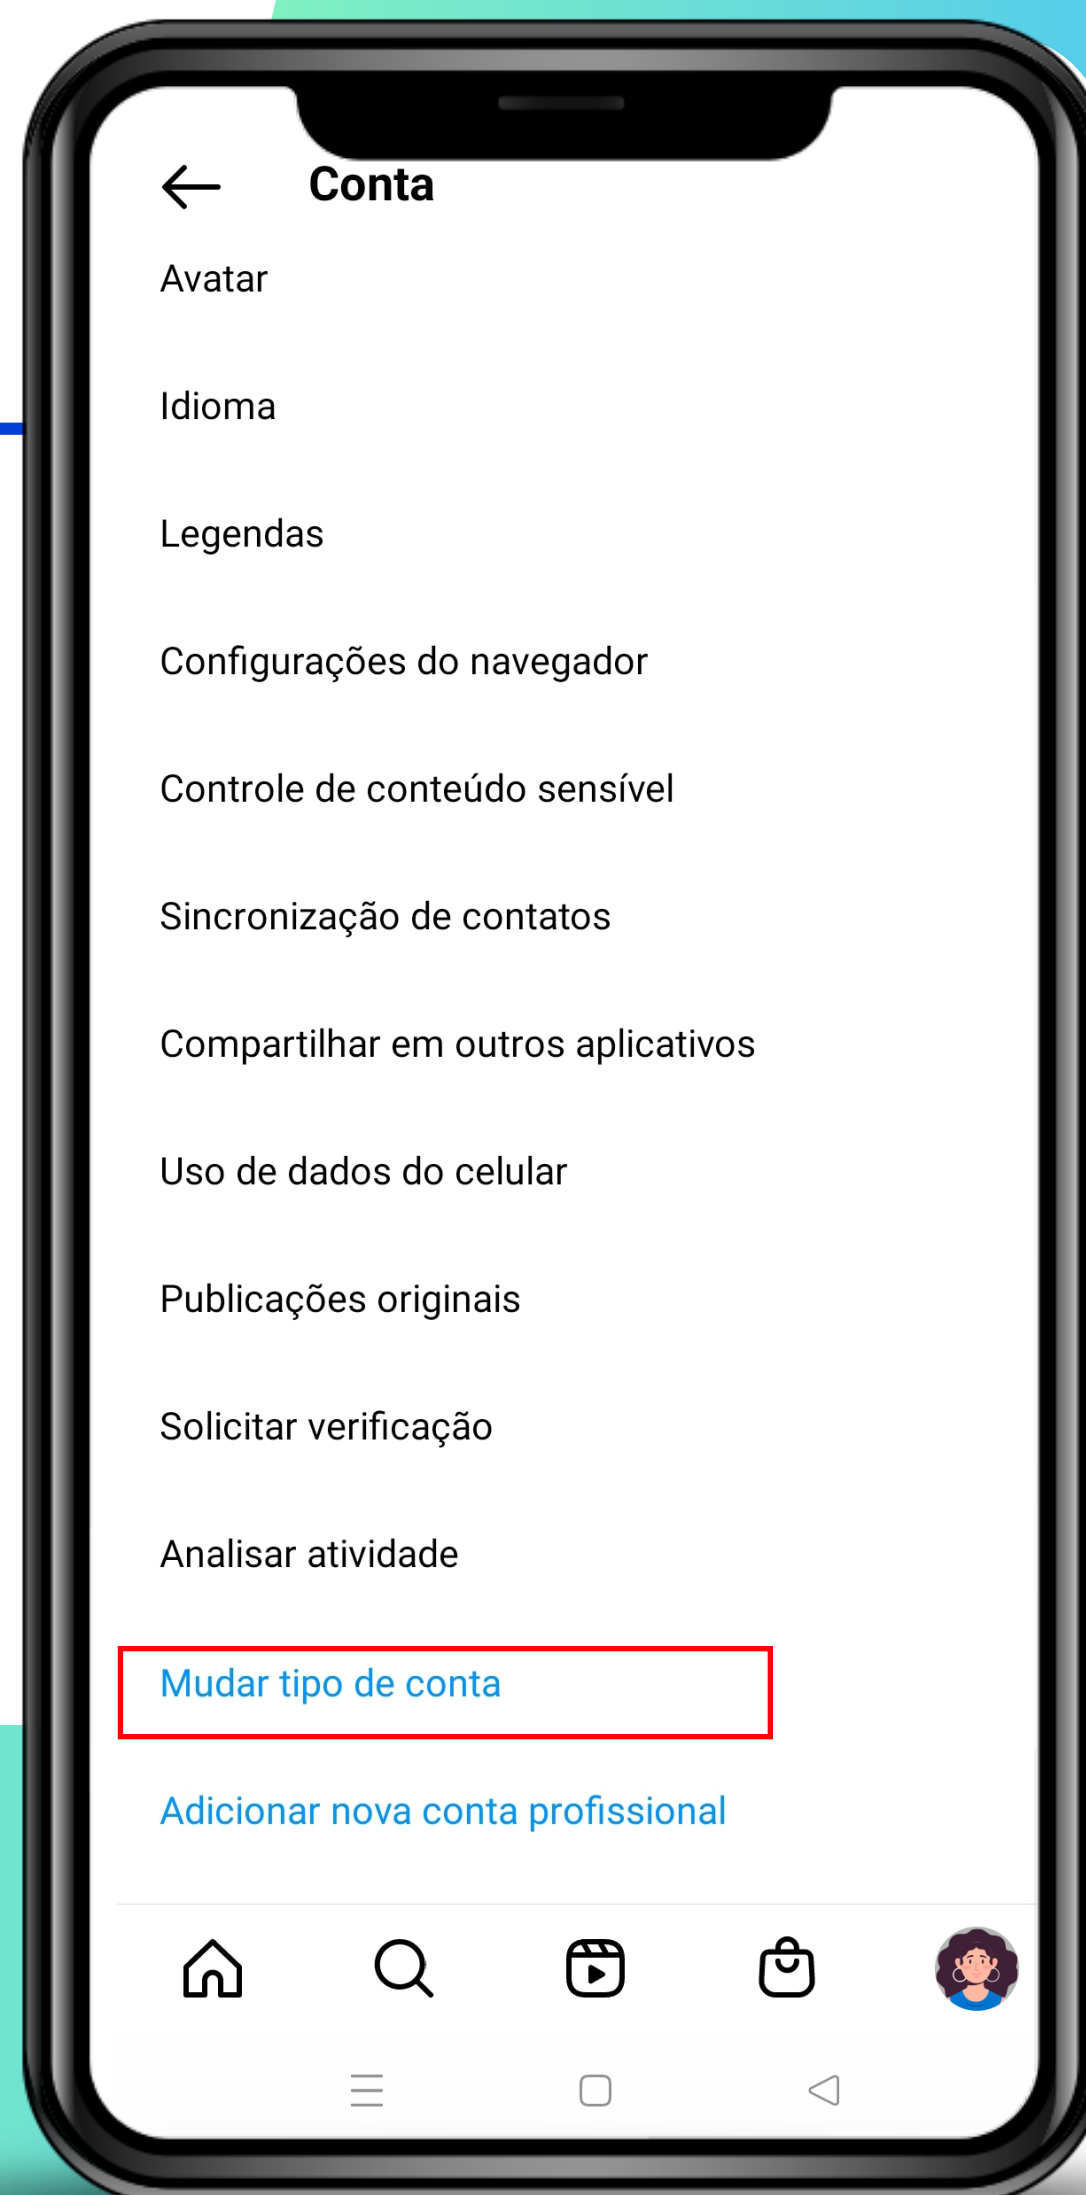 Conta
Avatar
Idioma
Legendas
Configurações do navegador
Controle de conteúdo sensível
Sincronização de contatos
Compartilhar em outros aplicativos
Uso de dados do celular
Publicações originais
Solicitar verificação
Analisar atividade
Mudar tipo de conta
Adicionar nova conta profissional